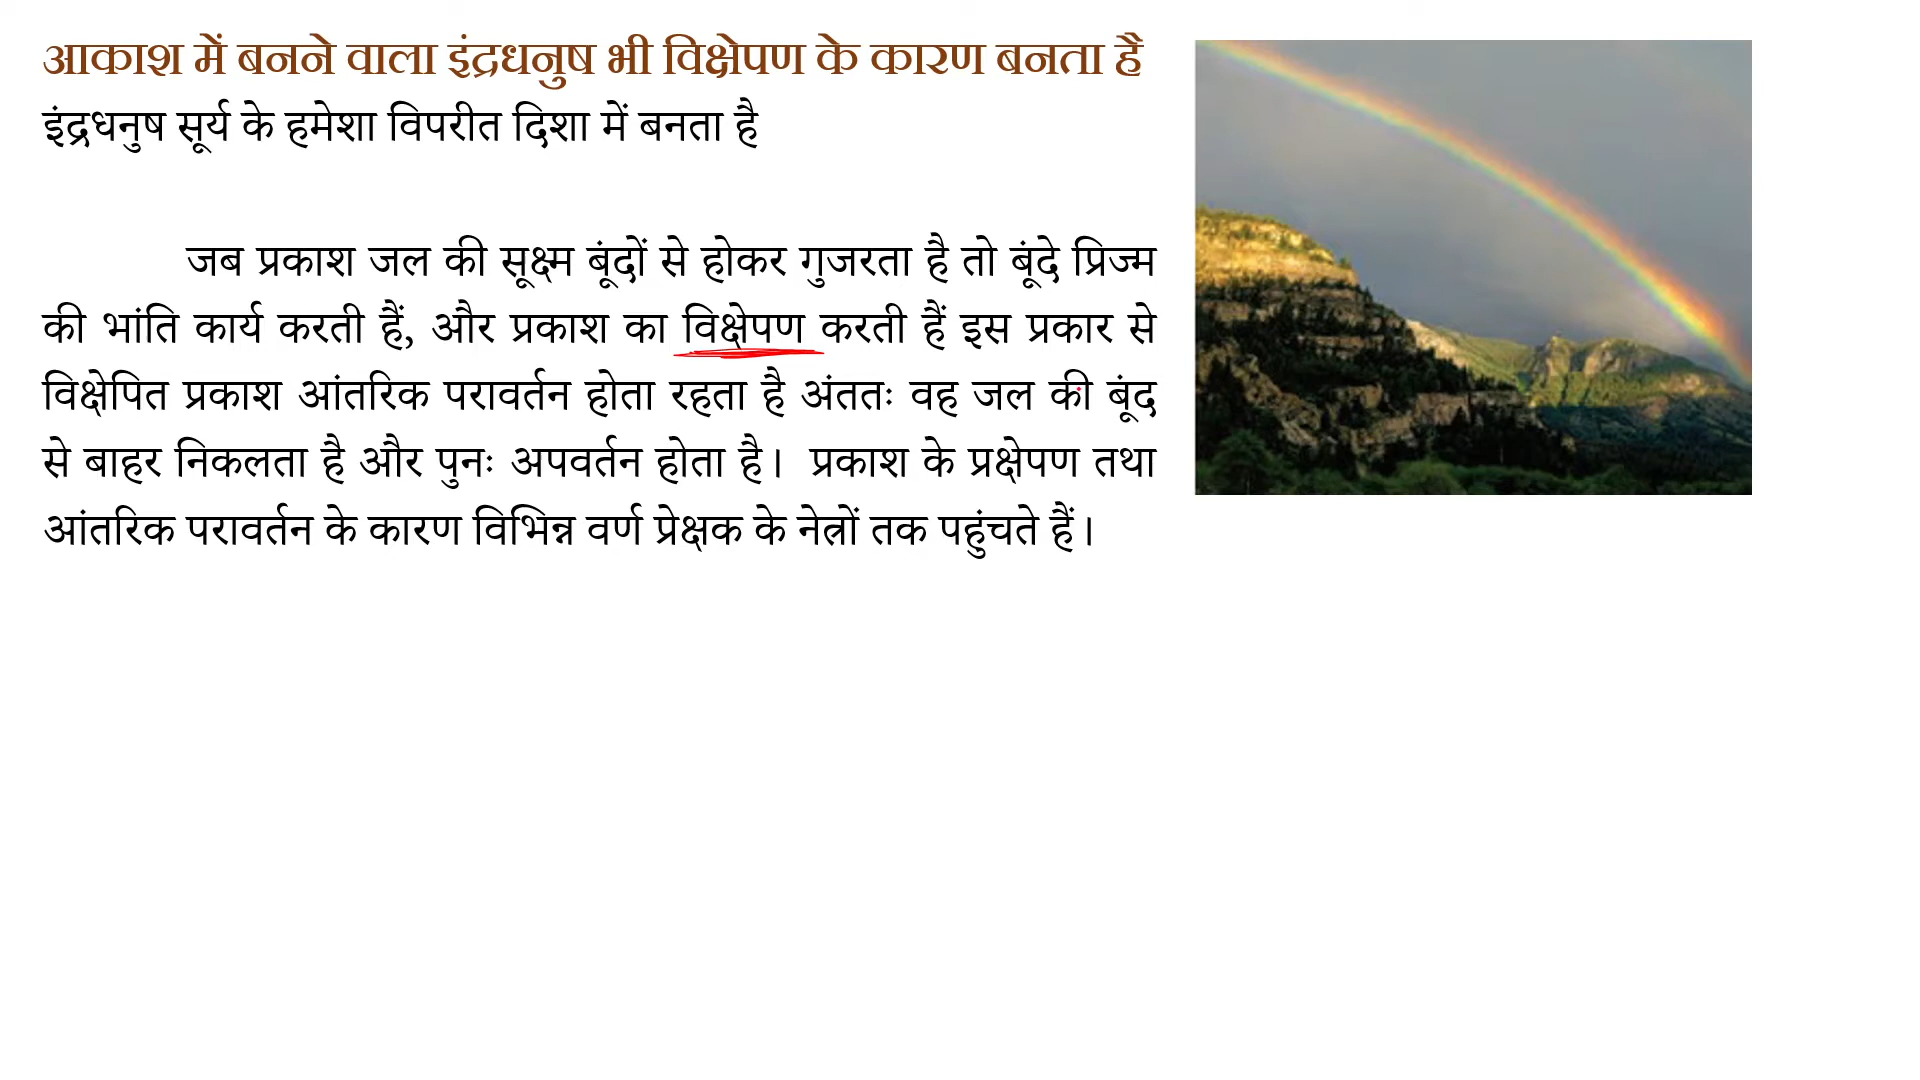 आकाश में बनने वाला इंद्रधनुष भी विक्षेपण के कारण बनता है
इंद्रधनुष सूर्य के हमेशा विपरीत दिशा में बनता है
जब प्रकाश जल की सूक्ष्म बूंदों से होकर गुजरता है तो बूंदे प्रिज्म
की भांति कार्य करती हैं, और प्रकाश का विक्षेपण करती हैं इस प्रकार से
विक्षेपित प्रकाश आंतरिक परावर्तन होता रहता है अंततः वह जल की बूंद
से बाहर निकलता है और पुनः अपवर्तन होता है। प्रकाश के प्रक्षेपण तथा
आंतरिक परावर्तन के कारण विभिन्न वर्ण प्रेक्षक के नेत्रों तक पहुंचते हैं।